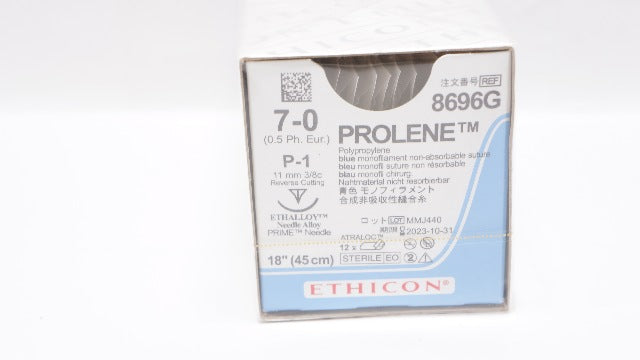 注文番号 REF
8696G
7-0
(0.5 Ph. Eur.)
PROLENE™
Polypropylene
blue monofilament non-absorbable suture
bleu monofil suture non résorbable
blau monofil chirurg.
Nahtmaterial nicht resorbierbar
青色 モノフィラメント
合成非吸収性縫合糸
P-1
11 mm 3/8c
Reverse Cutting
ETHALLOY™
Needle Alloy
PRIME™ Needle
18" (45cm)
ロット LOT MMJ440
2023-10-31
ATRALOC™
12 x
STERILE EO
ETHICON®